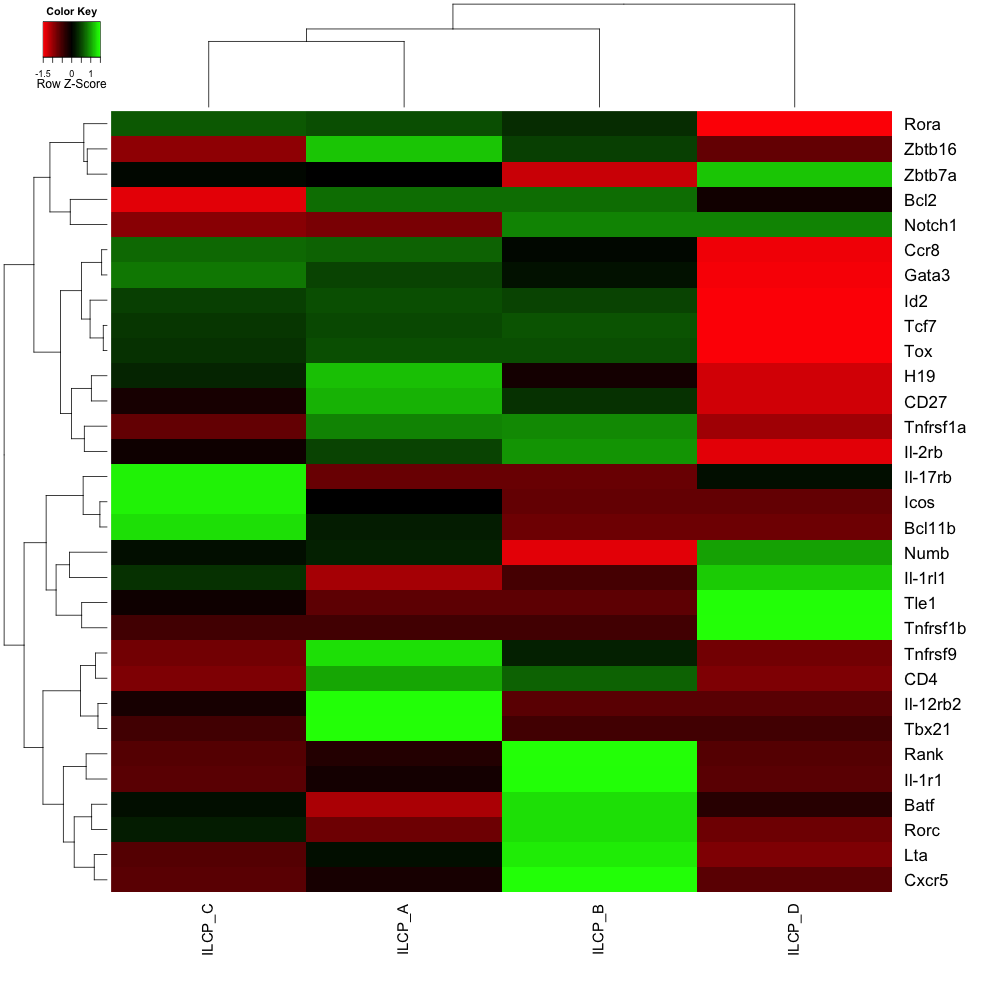 Color Key
-1.5 0 1
Row Z-Score
Rora
Zbtb16
Zbtb7a
Bcl2
Notch1
Ccr8
Gata3
Id2
Tcf7
Tox
H19
CD27
Tnfrsf1a
Il-2rb
Il-17rb
Icos
Bcl11b
Numb
Il-1rl1
Tle1
Tnfrsf1b
Tnfrsf9
CD4
Il-12rb2
Tbx21
Rank
Il-1r1
Batf
Rorc
Lta
Cxcr5
ILCP_C
ILCP_A
ILCP_B
ILCP_D